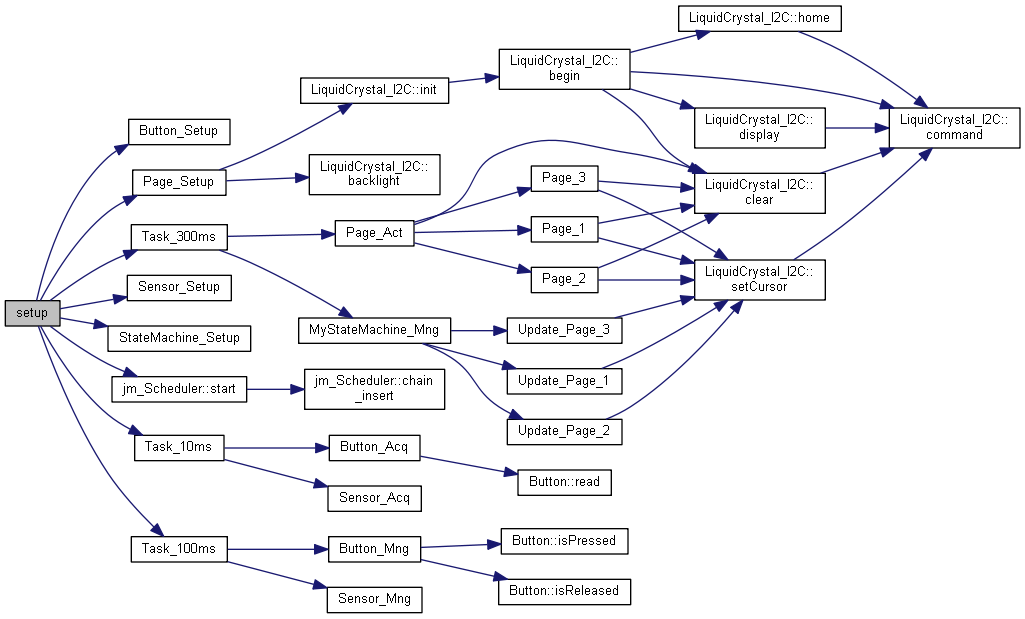 LiquidCrystal_I2C::home
LiquidCrystal_I2C::
begin
LiquidCrystal_I2C::init
LiquidCrystal_I2C::
display
LiquidCrystal_I2C::
command
Button_Setup
Page_Setup
LiquidCrystal_I2C::
backlight
Page_3
LiquidCrystal_I2C::
clear
Task_300ms
Page_Act
Page_1
Page_2
LiquidCrystal_I2C::
setCursor
Sensor_Setup
setup
StateMachine_Setup
MyStateMachine_Mng
Update_Page_3
jm_Scheduler::start
jm_Scheduler::chain
_insert
Update_Page_1
Update_Page_2
Task_10ms
Button_Acq
Button::read
Sensor_Acq
Task_100ms
Button_Mng
Button::isPressed
Button::isReleased
Sensor_Mng